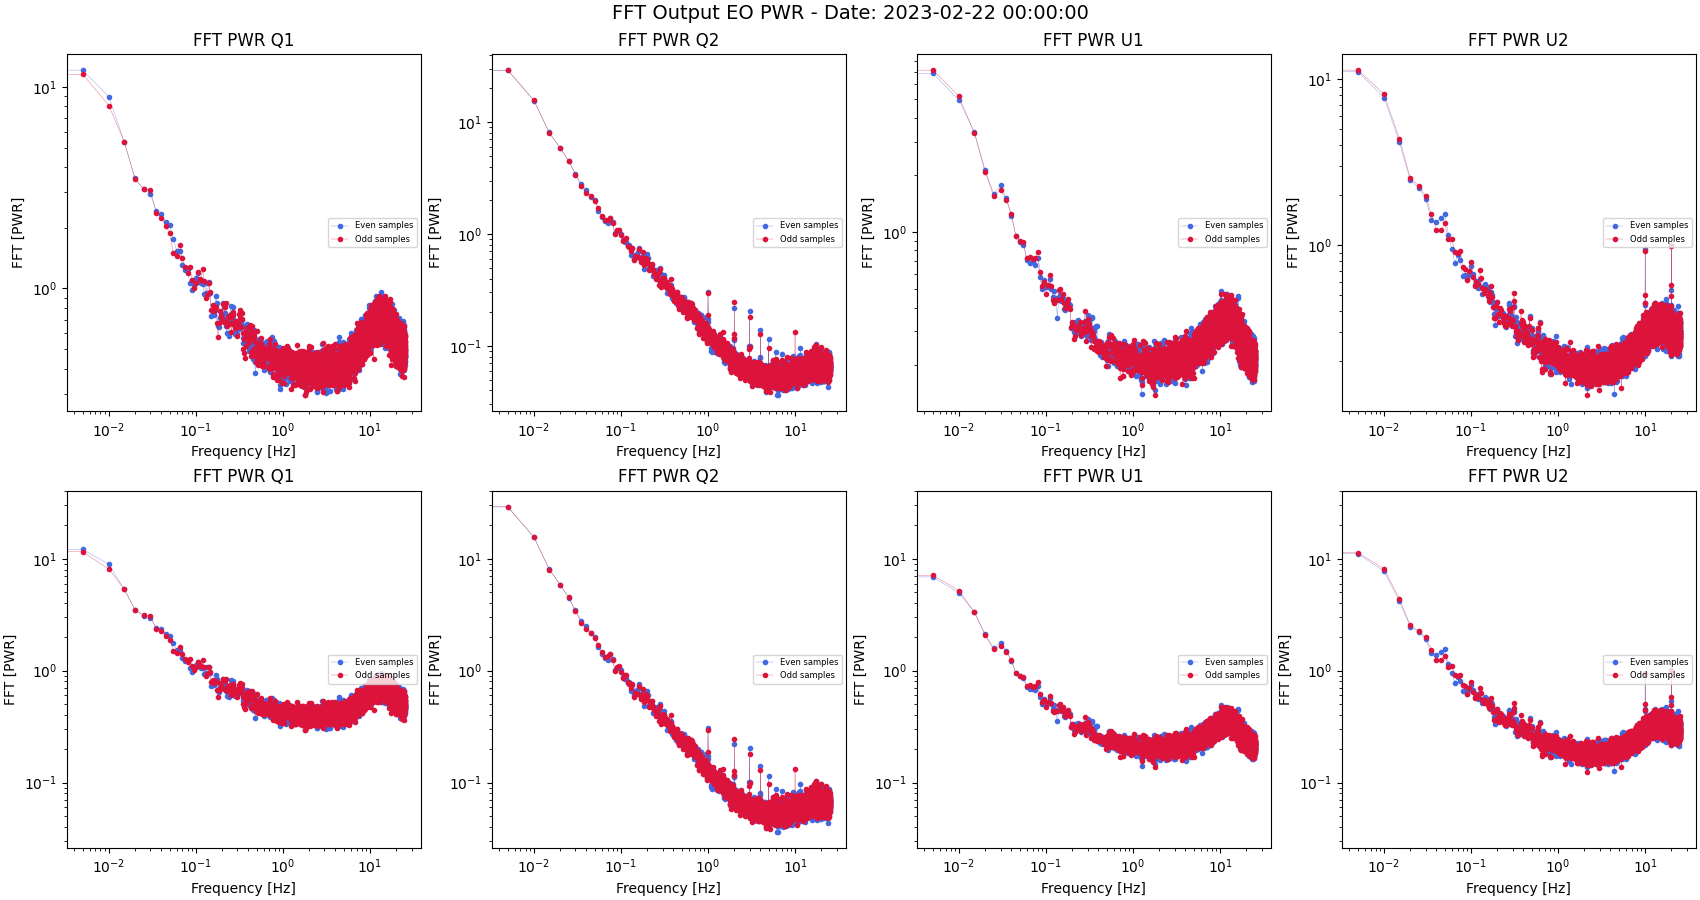 FFT Output EO PWR - Date: 2023-02-22 00:00:00
FFT PWR Q1
FFT PWR Q2
FFT PWR U1
FFT PWR U2
FFT [PWR]
10¹
10⁰
Even samples
Odd samples
10⁻² 10⁻¹ 10⁰ 10¹
Frequency [Hz]
FFT [PWR]
10¹
10⁰
10⁻¹
Even samples
Odd samples
10⁻² 10⁻¹ 10⁰ 10¹
Frequency [Hz]
FFT [PWR]
10⁰
Even samples
Odd samples
10⁻² 10⁻¹ 10⁰ 10¹
Frequency [Hz]
FFT [PWR]
10¹
10⁰
Even samples
Odd samples
10⁻² 10⁻¹ 10⁰ 10¹
Frequency [Hz]
FFT PWR Q1
FFT PWR Q2
FFT PWR U1
FFT PWR U2
FFT [PWR]
10¹
10⁰
10⁻¹
Even samples
Odd samples
10⁻² 10⁻¹ 10⁰ 10¹
Frequency [Hz]
FFT [PWR]
10¹
10⁰
10⁻¹
Even samples
Odd samples
10⁻² 10⁻¹ 10⁰ 10¹
Frequency [Hz]
FFT [PWR]
10¹
10⁰
10⁻¹
Even samples
Odd samples
10⁻² 10⁻¹ 10⁰ 10¹
Frequency [Hz]
FFT [PWR]
10¹
10⁰
10⁻¹
Even samples
Odd samples
10⁻² 10⁻¹ 10⁰ 10¹
Frequency [Hz]